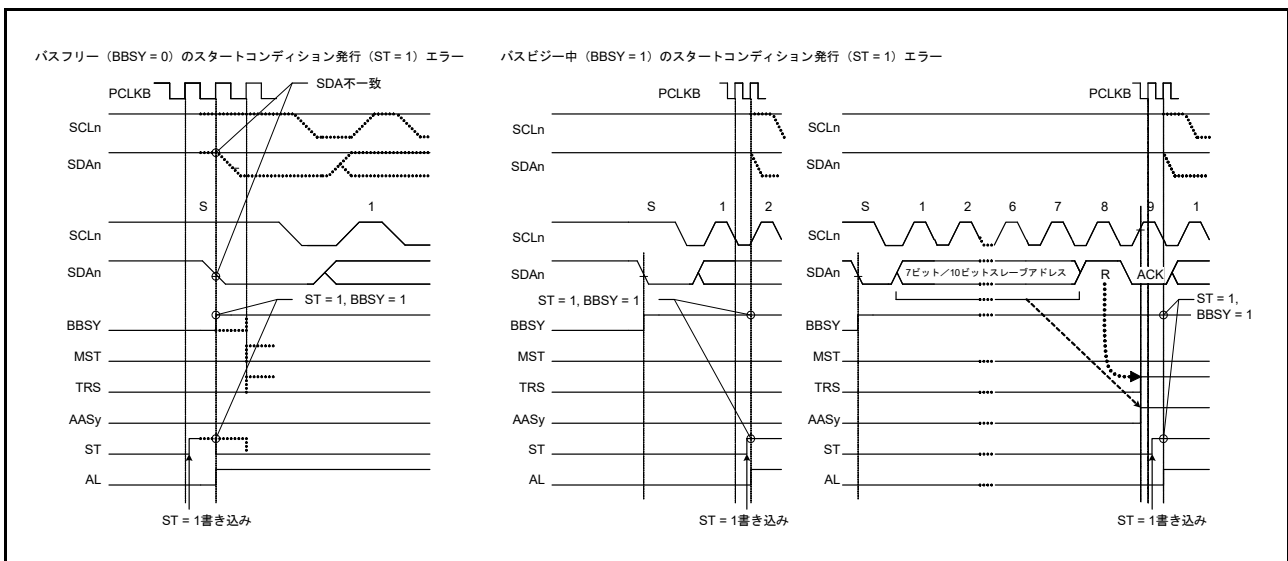 バスフリー（BBSY = 0）のスタートコンディション発行（ST = 1）エラー
PCLKB
SDA不一致
SCLn
SDAn
S
1
SCLn
SDAn
ST = 1, BBSY = 1
BBSY
MST
TRS
AASy
ST
AL
ST = 1書き込み
バスビジー中（BBSY = 1）のスタートコンディション発行（ST = 1）エラー
PCLKB
SCLn
SDAn
S
1
2
SCLn
SDAn
ST = 1, BBSY = 1
BBSY
MST
TRS
AASy
ST
AL
ST = 1書き込み
PCLKB
SCLn
SDAn
S
1
2
6
7
8
9
1
SCLn
SDAn
7ビット／10ビットスレーブアドレス
R
ACK
ST = 1,
BBSY = 1
BBSY
MST
TRS
AASy
ST
AL
ST = 1書き込み